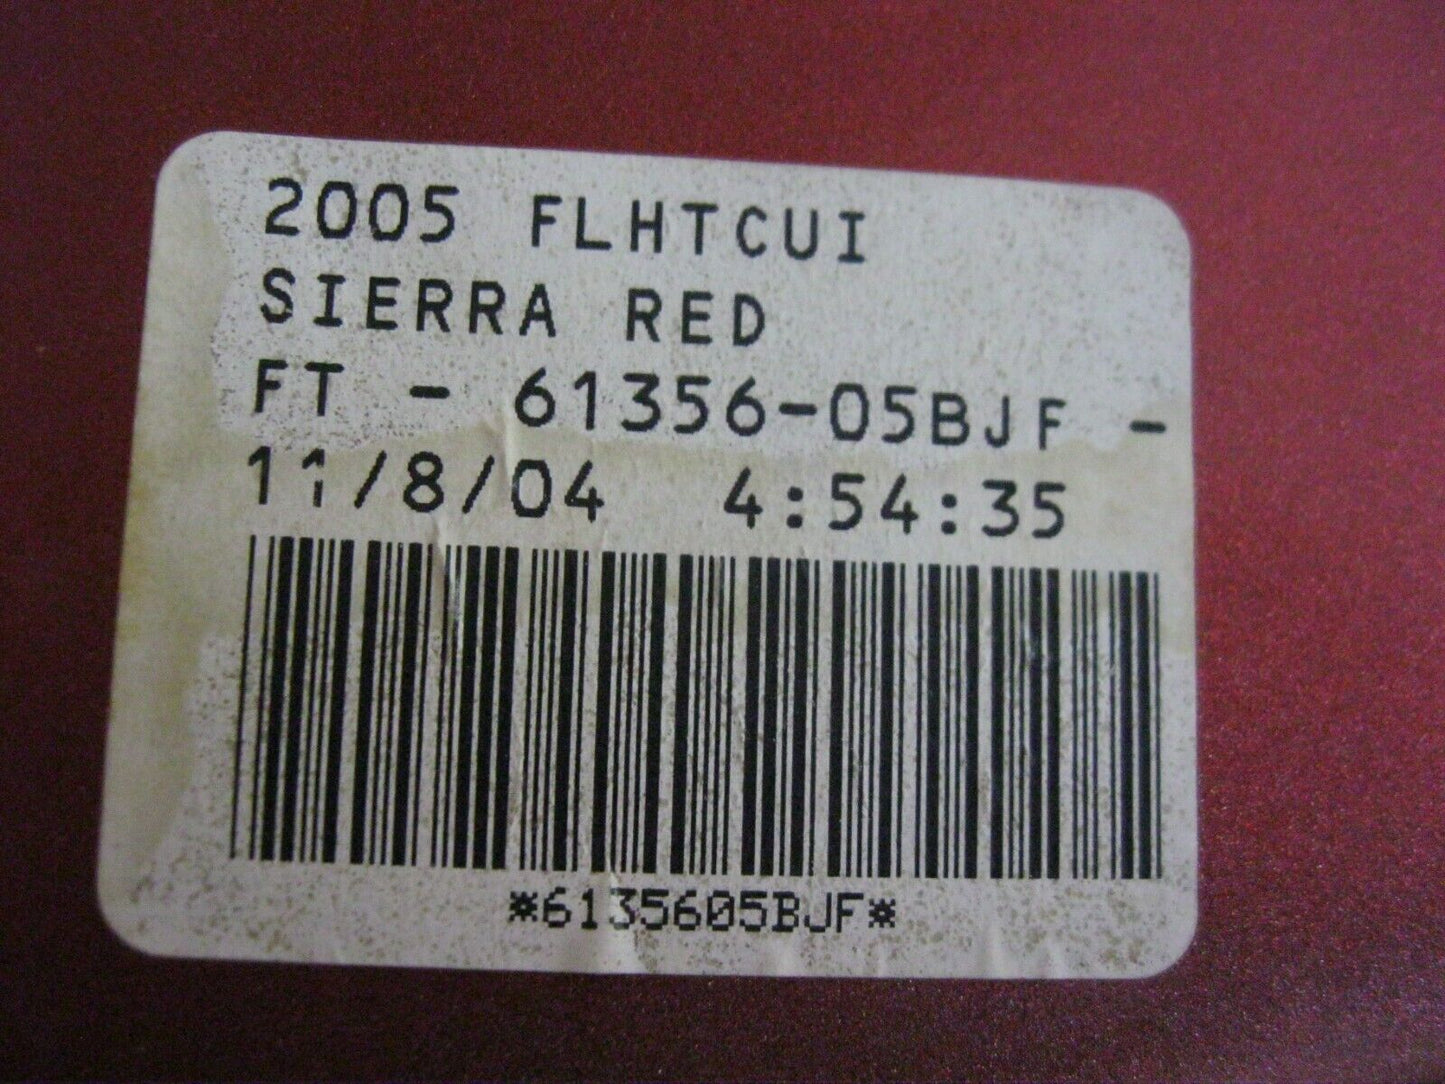 2005 FLHTCUI
SIERRA RED
FT - 61356-05BJF -
11/8/04 4:54:35
*6135605BJF*